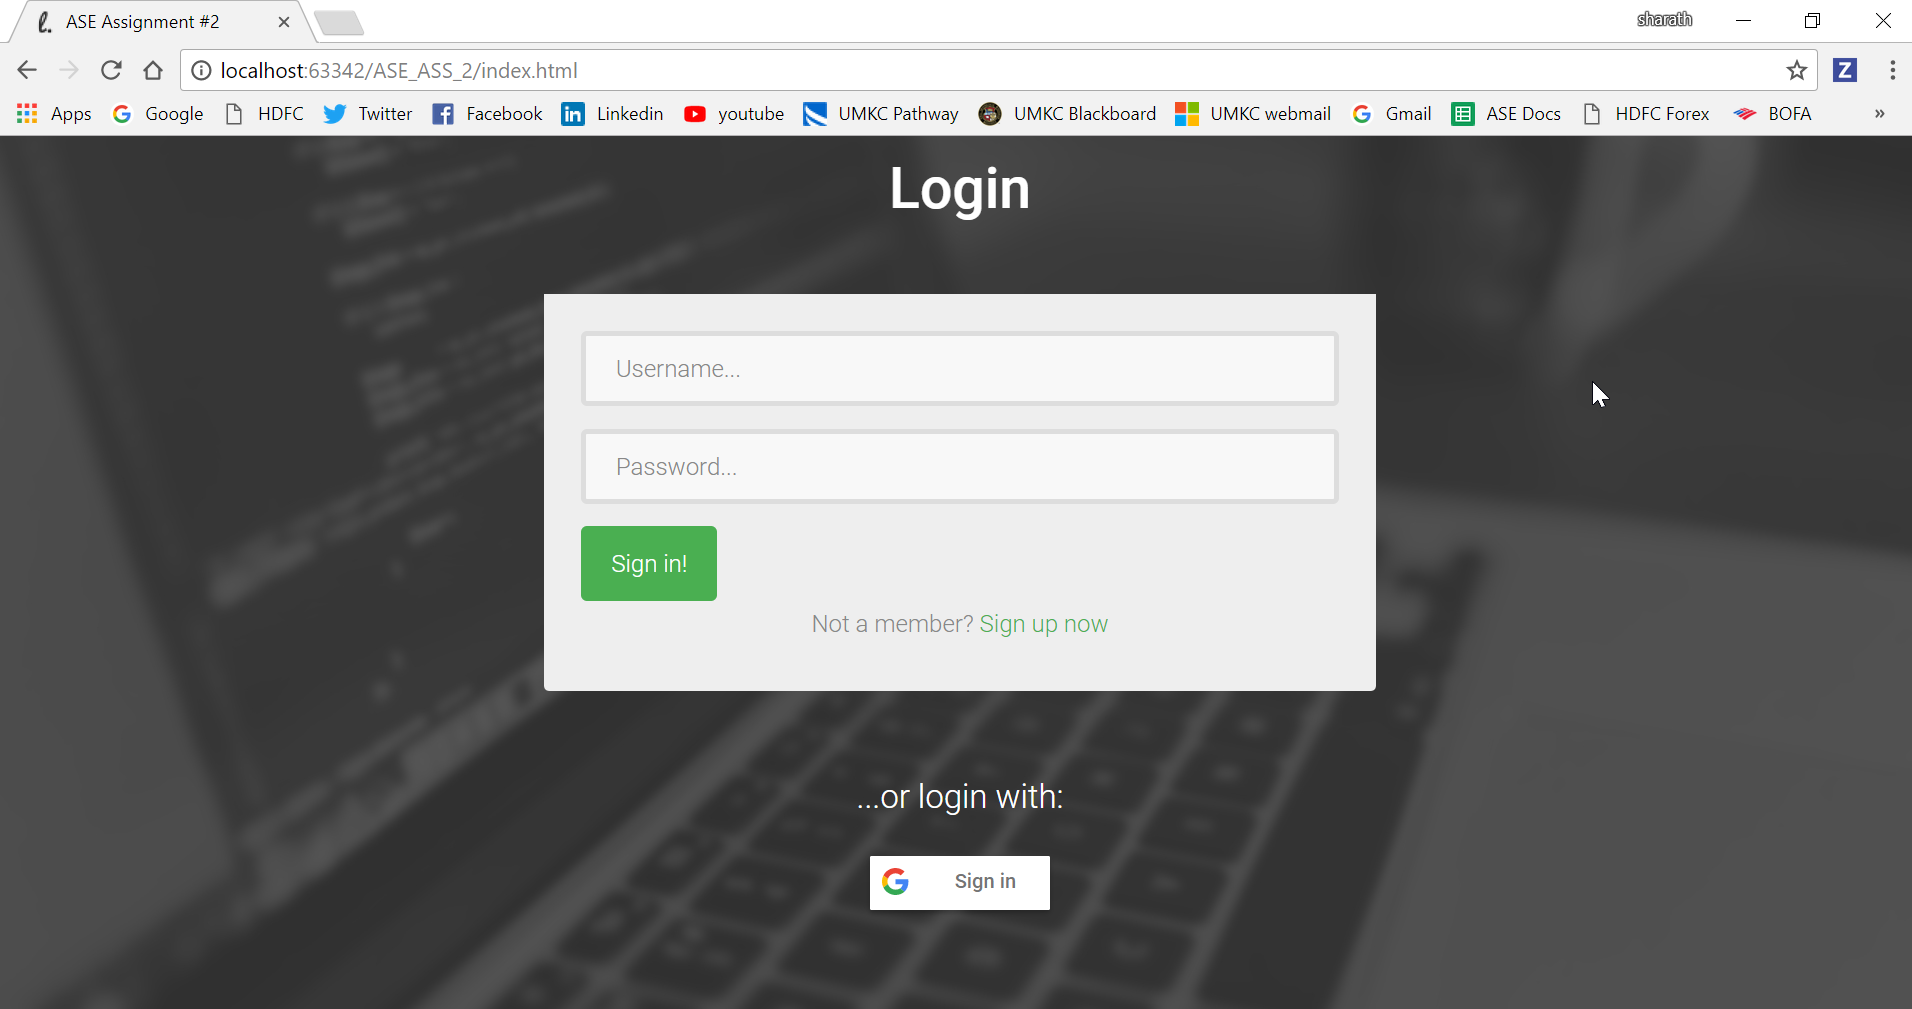 ASE Assignment #2
sharath
localhost:63342/ASE_ASS_2/index.html
Apps Google HDFC Twitter Facebook Linkedin youtube UMKC Pathway UMKC Blackboard UMKC webmail Gmail ASE Docs HDFC Forex BOFA »
Login
Username...
Password...
Sign in!
Not a member? Sign up now
...or login with:
Sign in